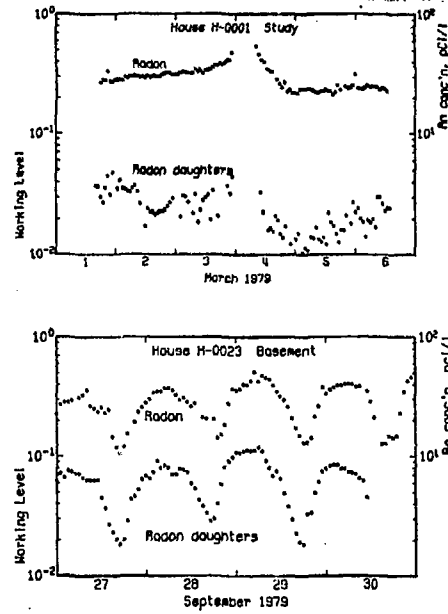 House H-0001 Study
10⁰
10²
Radon
Rn conc'n, pCi/l
10⁻¹
10¹
Working Level
Radon daughters
10⁻²
1 2 3 4 5 6
March 1979
House H-0023 Basement
10⁰
10²
Radon
conc'n, pCi/l
10⁻¹
10¹
Working Level
Radon daughters
10⁻²
27 28 29 30
September 1979